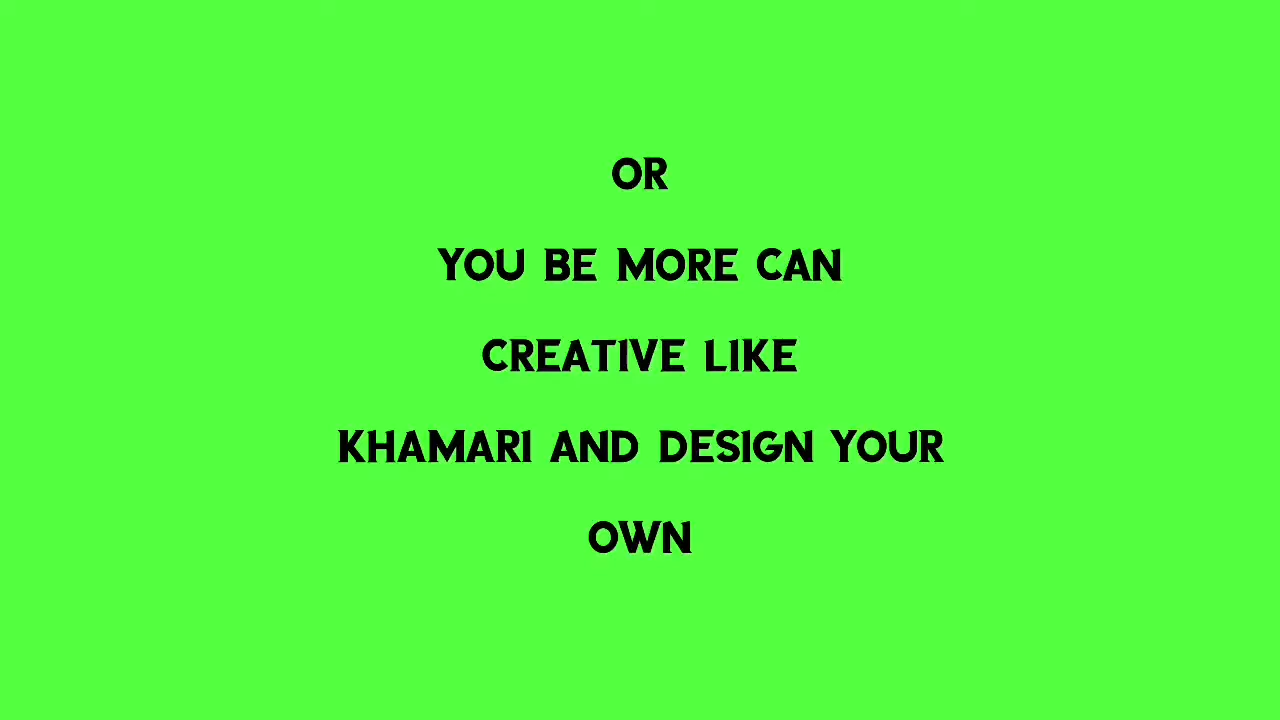 OR
YOU BE MORE CAN
CREATIVE LIKE
KHAMARI AND DESIGN YOUR
OWN